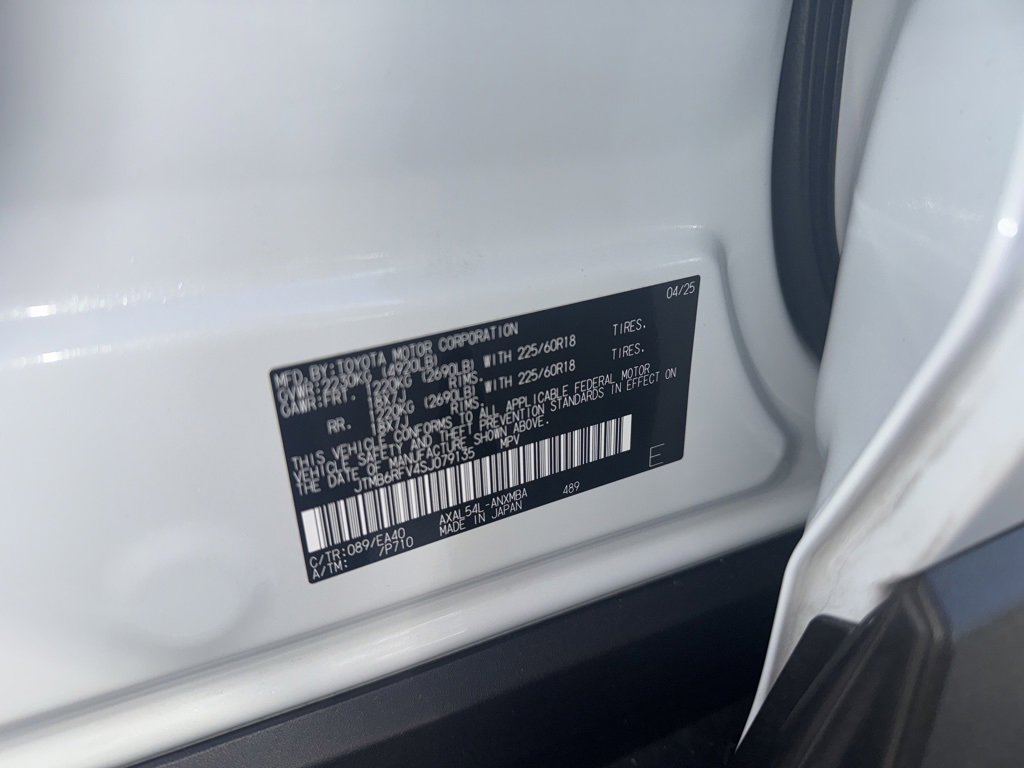 04/25
MFD.BY:TOYOTA MOTOR CORPORATION
GVWR:2230KG (4920LB)
GAWR:FRT. 1220KG (2690LB) WITH 225/60R18 TIRES,
18X7J RIMS
RR. 1220KG (2690LB) WITH 225/60R18 TIRES,
18X7J RIMS
THIS VEHICLE CONFORMS TO ALL APPLICABLE FEDERAL MOTOR
VEHICLE SAFETY AND THEFT PREVENTION STANDARDS IN EFFECT ON
THE DATE OF MANUFACTURE SHOWN ABOVE.
JTMB6RFV4SJ079135 MPV
E
C/TR:089/EA40 AXAL54L-ANXMBA 489
A/TM: /P710 MADE IN JAPAN